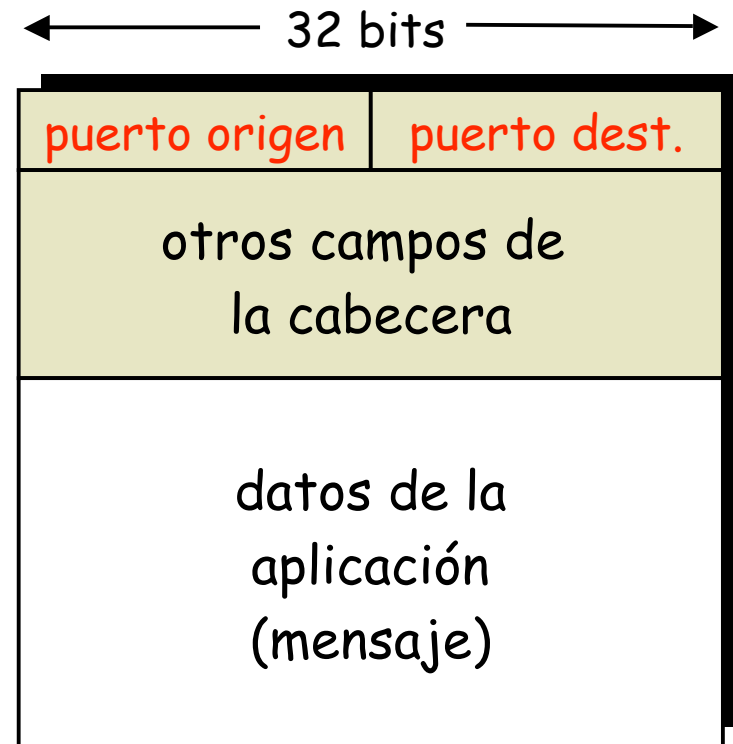 32 bits
puerto origen puerto dest.
otros campos de
la cabecera
datos de la
aplicación
(mensaje)